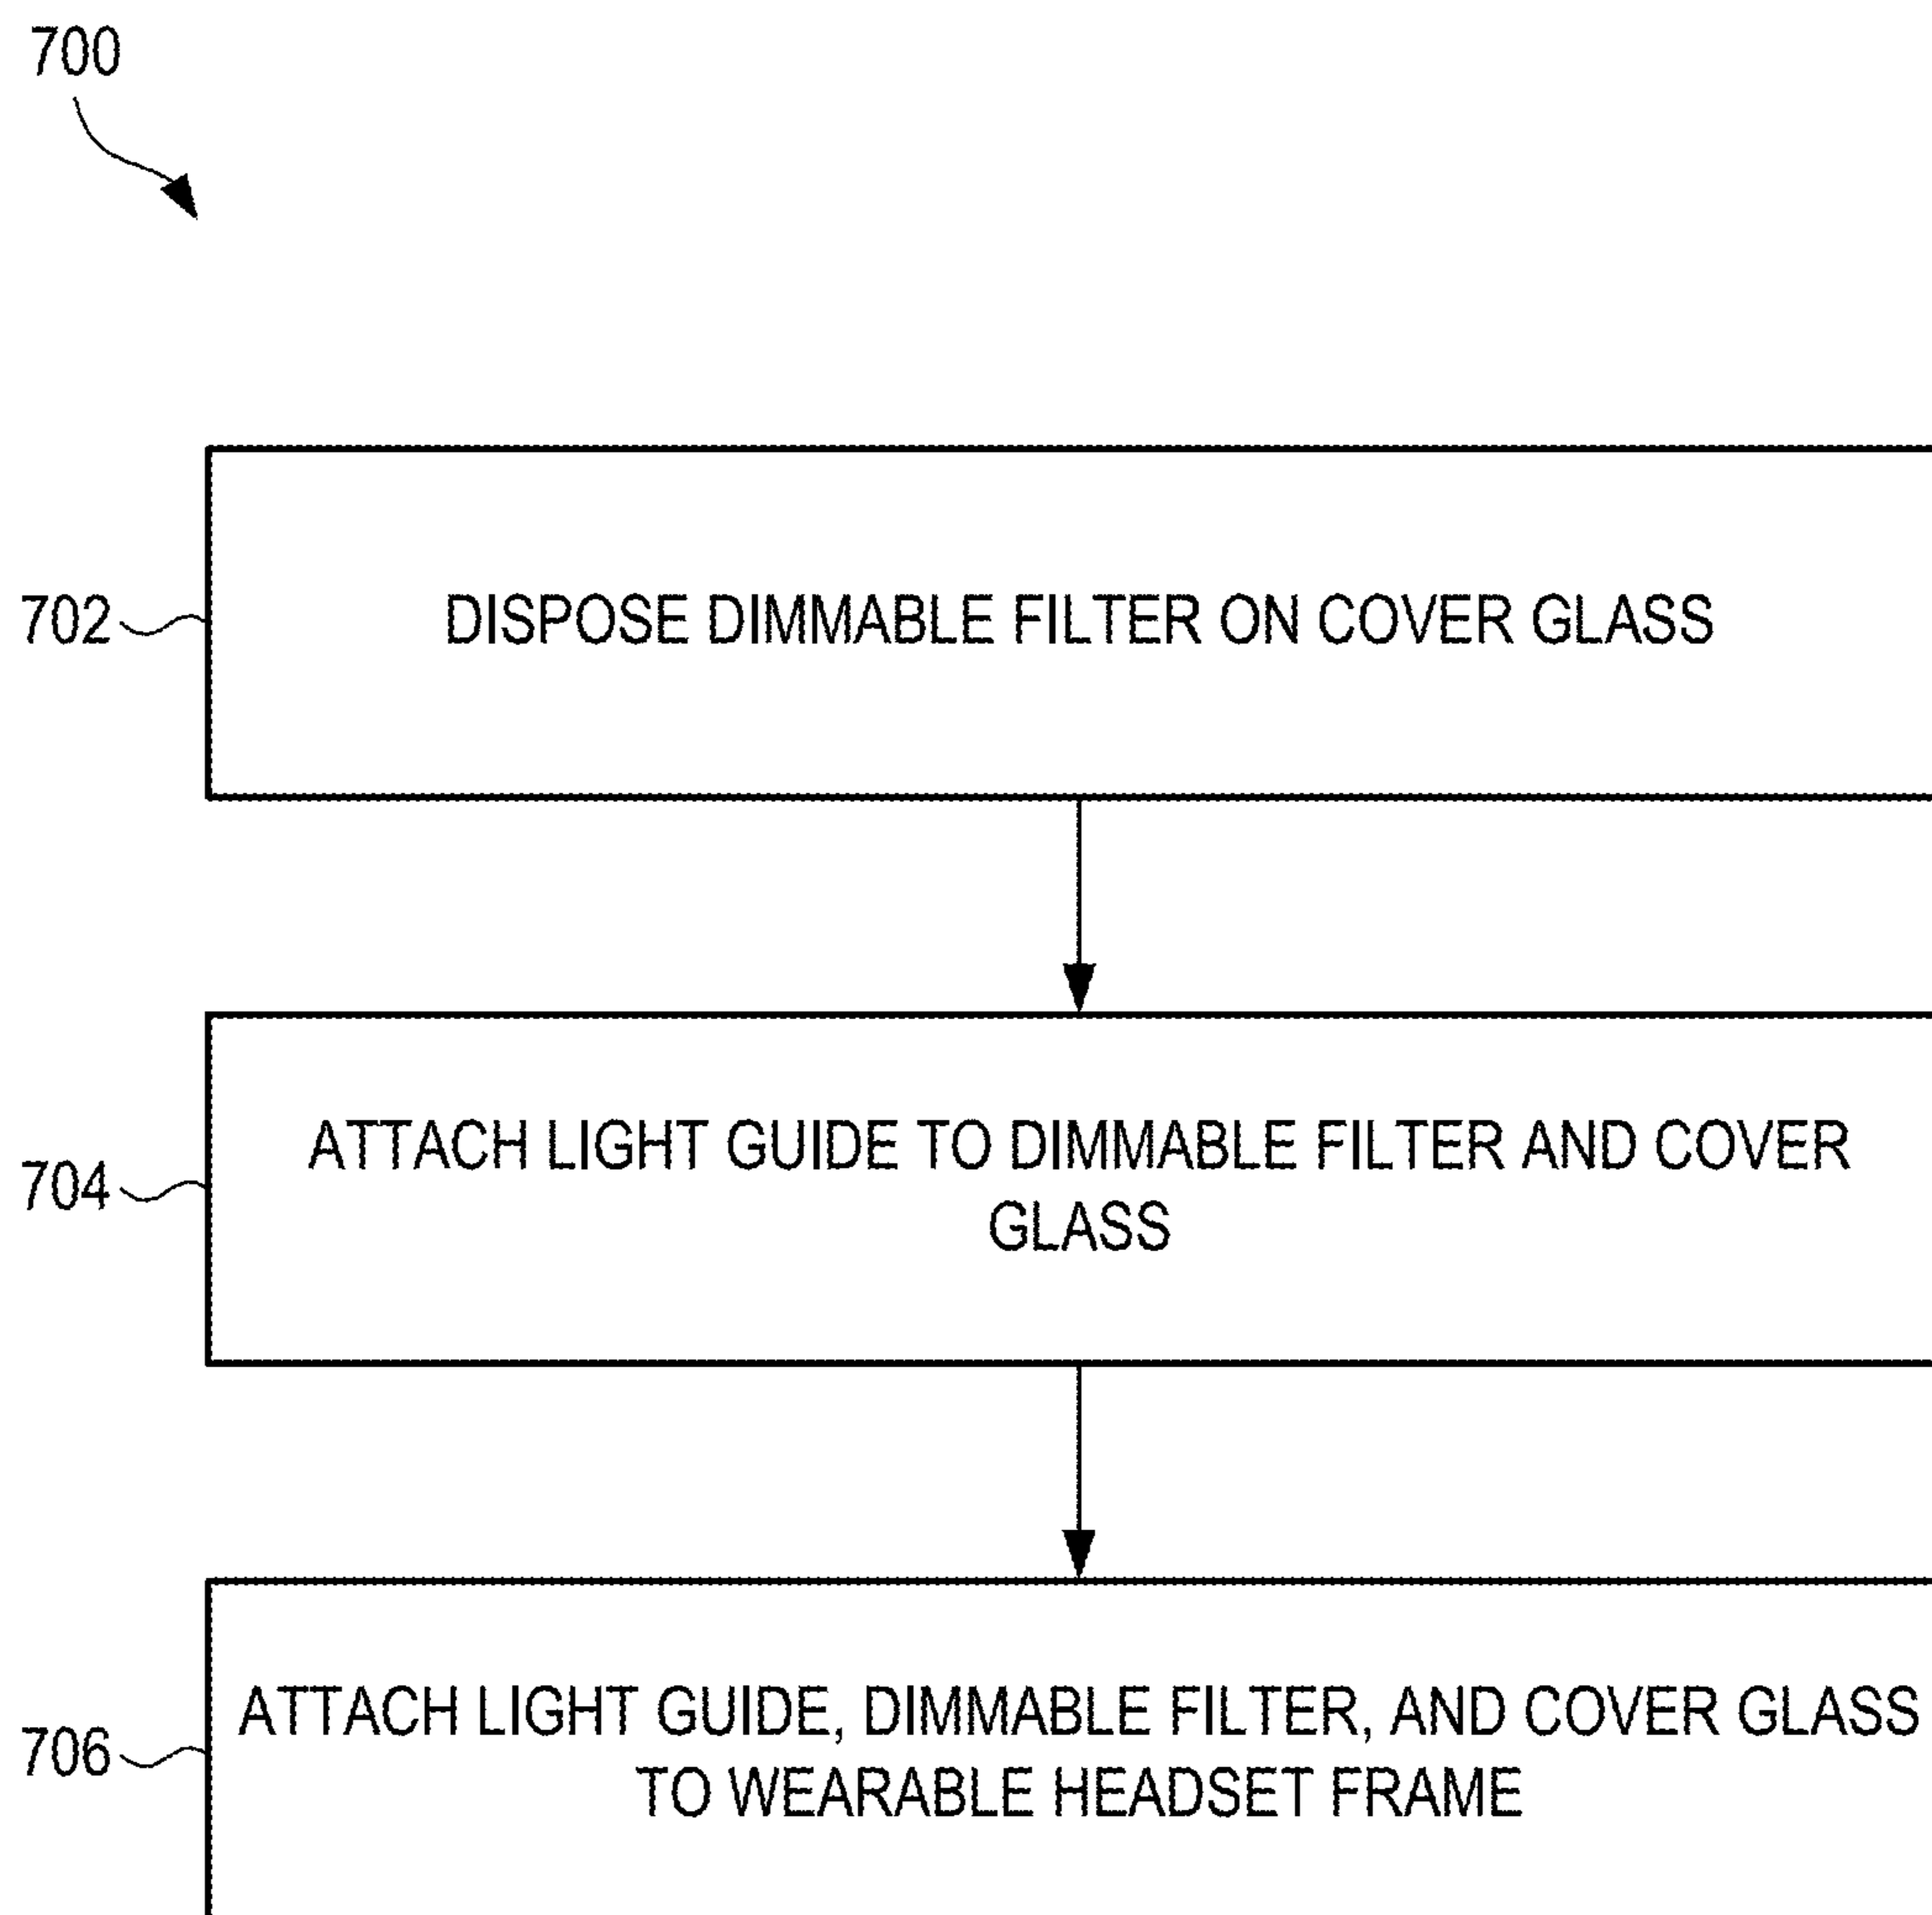 700
702
DISPOSE DIMMABLE FILTER ON COVER GLASS
704
ATTACH LIGHT GUIDE TO DIMMABLE FILTER AND COVER
GLASS
706
ATTACH LIGHT GUIDE, DIMMABLE FILTER, AND COVER GLASS
TO WEARABLE HEADSET FRAME